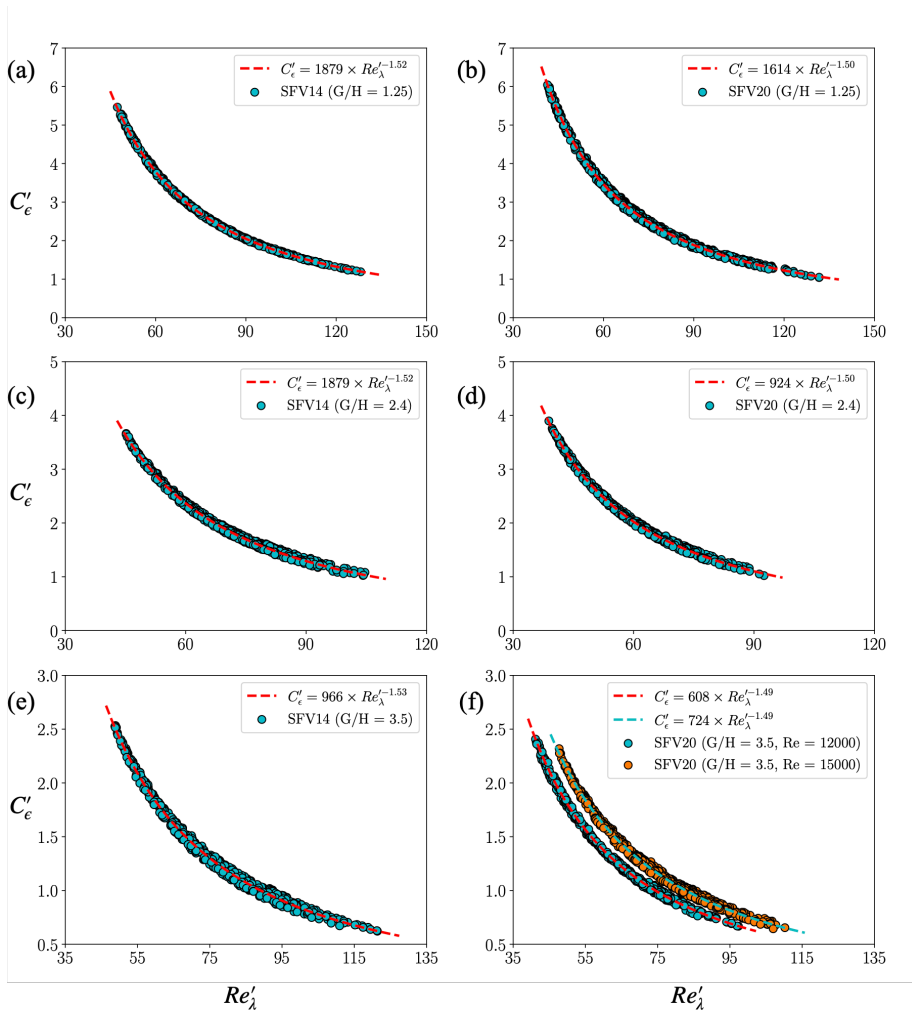 (a)
7
6
5
4
3
2
1
0
30 60 90 120 150
C′ϵ
C′ϵ = 1879 × Re′λ^−1.52
SFV14 (G/H = 1.25)
(b)
7
6
5
4
3
2
1
0
30 60 90 120 150
C′ϵ = 1614 × Re′λ^−1.50
SFV20 (G/H = 1.25)
(c)
5
4
3
2
1
0
30 60 90 120
C′ϵ
C′ϵ = 1879 × Re′λ^−1.52
SFV14 (G/H = 2.4)
(d)
5
4
3
2
1
0
30 60 90 120
C′ϵ = 924 × Re′λ^−1.50
SFV20 (G/H = 2.4)
(e)
3.0
2.5
2.0
1.5
1.0
0.5
35 55 75 95 115 135
C′ϵ
C′ϵ = 966 × Re′λ^−1.53
SFV14 (G/H = 3.5)
Re′λ
(f)
3.0
2.5
2.0
1.5
1.0
0.5
35 55 75 95 115 135
C′ϵ = 608 × Re′λ^−1.49
C′ϵ = 724 × Re′λ^−1.49
SFV20 (G/H = 3.5, Re = 12000)
SFV20 (G/H = 3.5, Re = 15000)
Re′λ